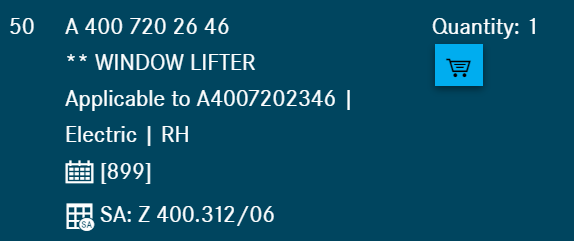 50 A 400 720 26 46 Quantity: 1
** WINDOW LIFTER
Applicable to A4007202346 |
Electric | RH
[899]
SA SA: Z 400.312/06